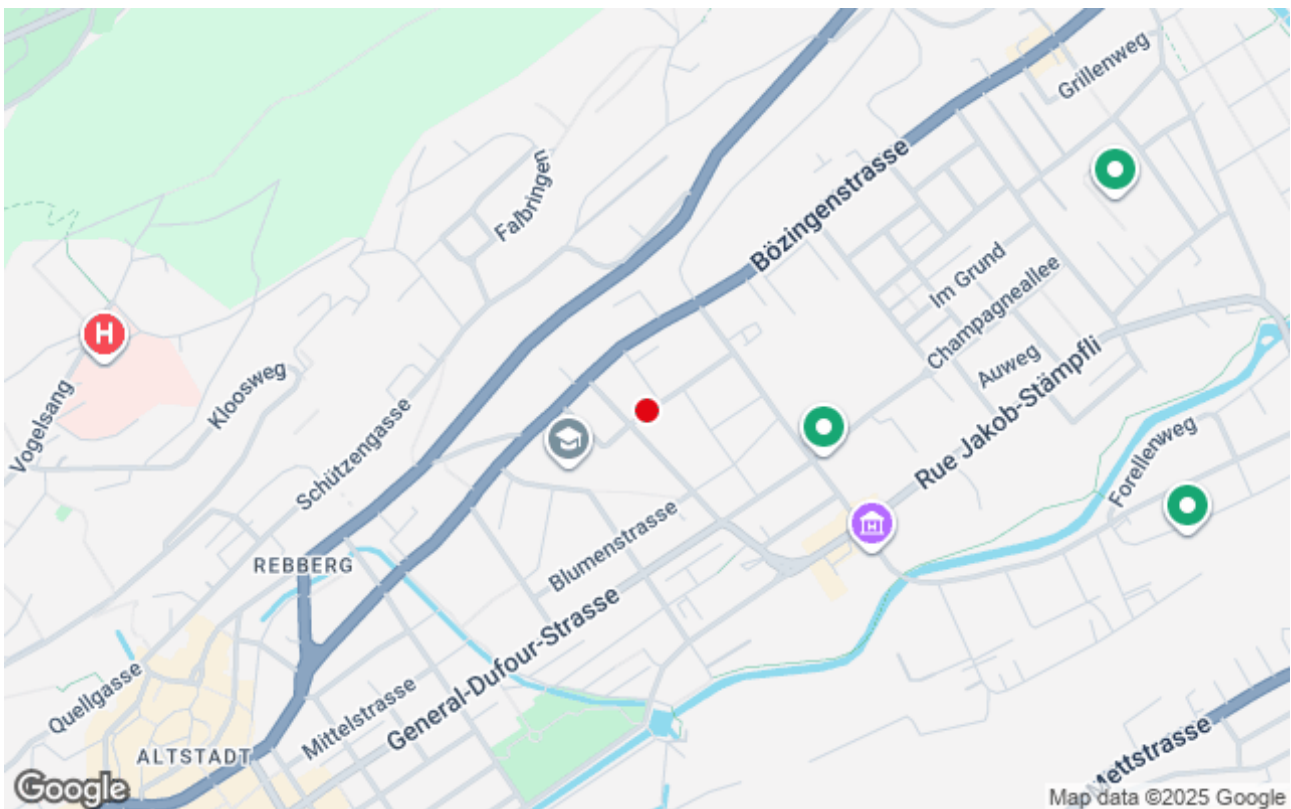 Grillenweg
Bözingenstrasse
Falbringen
Im Grund
Champagneallee
Auweg
Rue Jakob-Stämpfli
H
Vogelsang
Kloosweg
Schützengasse
Forellenweg
Blumenstrasse
H
REBBERG
General-Dufour-Strasse
Quellgasse
Mittelstrasse
Mettstrasse
ALTSTADT
Google
Map data ©2025 Google